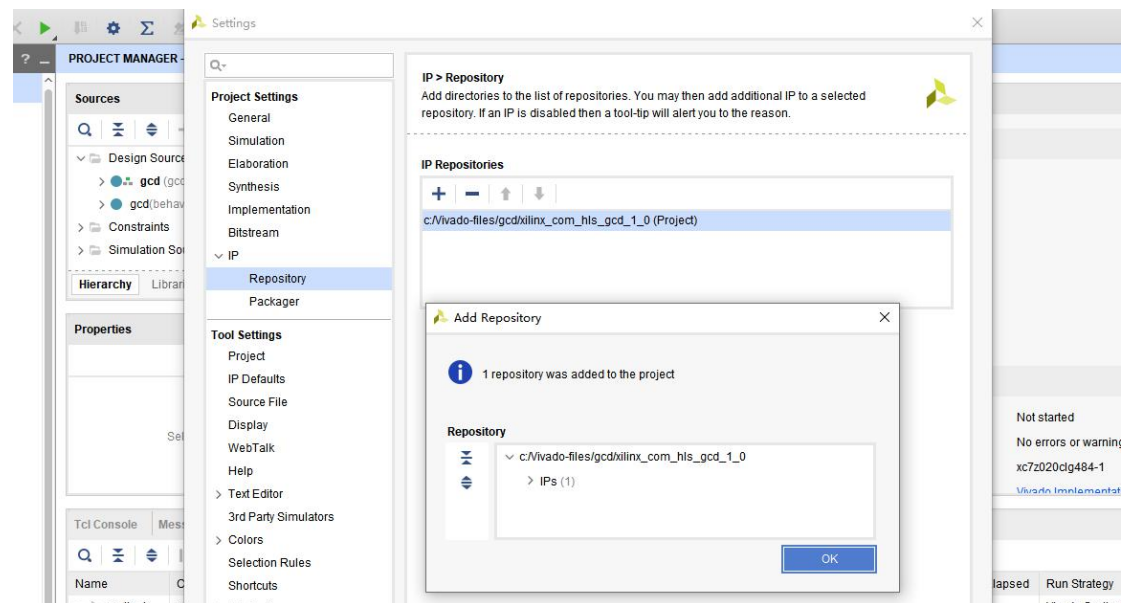 Settings
?
PROJECT MANAGER -
Sources
Design Source
gcd (gcd
gcd(behav
Constraints
Simulation Sou
Hierarchy Librari
Properties
Sel
Tcl Console Mess
Name C
Project Settings
General
Simulation
Elaboration
Synthesis
Implementation
Bitstream
IP
Repository
Packager
Tool Settings
Project
IP Defaults
Source File
Display
WebTalk
Help
Text Editor
3rd Party Simulators
Colors
Selection Rules
Shortcuts
IP > Repository
Add directories to the list of repositories. You may then add additional IP to a selected
repository. If an IP is disabled then a tool-tip will alert you to the reason.
IP Repositories
c:/Vivado-files/gcd/xilinx_com_hls_gcd_1_0 (Project)
Add Repository
1 repository was added to the project
Repository
c:/Vivado-files/gcd/xilinx_com_hls_gcd_1_0
IPs (1)
OK
Not started
No errors or warning
xc7z020clg484-1
Vivado Implementat
lapsed Run Strategy